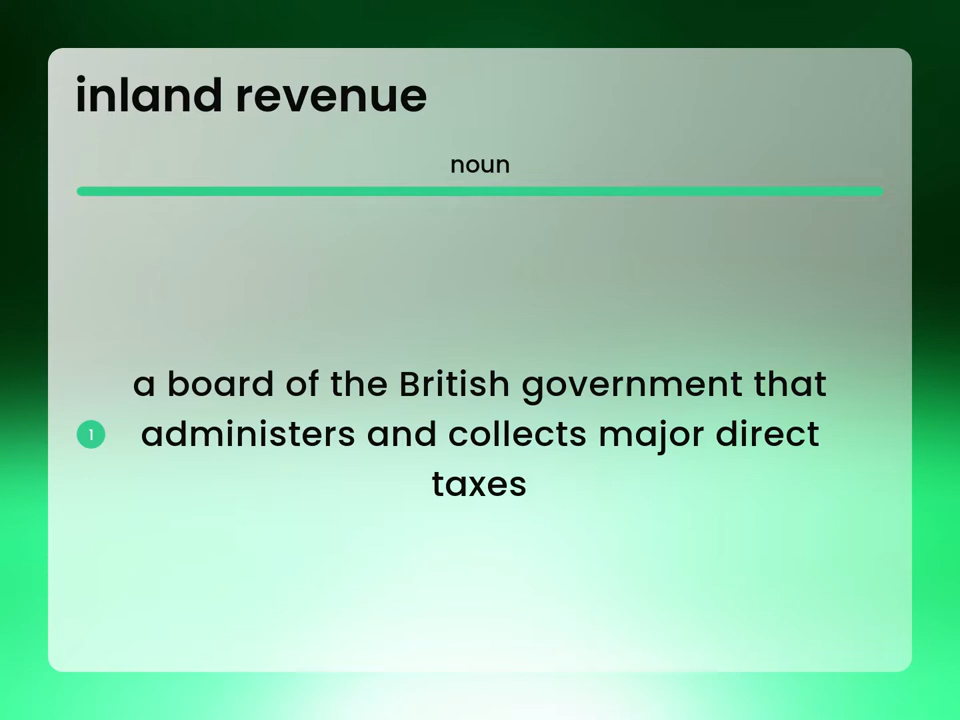 inland revenue
noun
a board of the British government that
1 administers and collects major direct
taxes